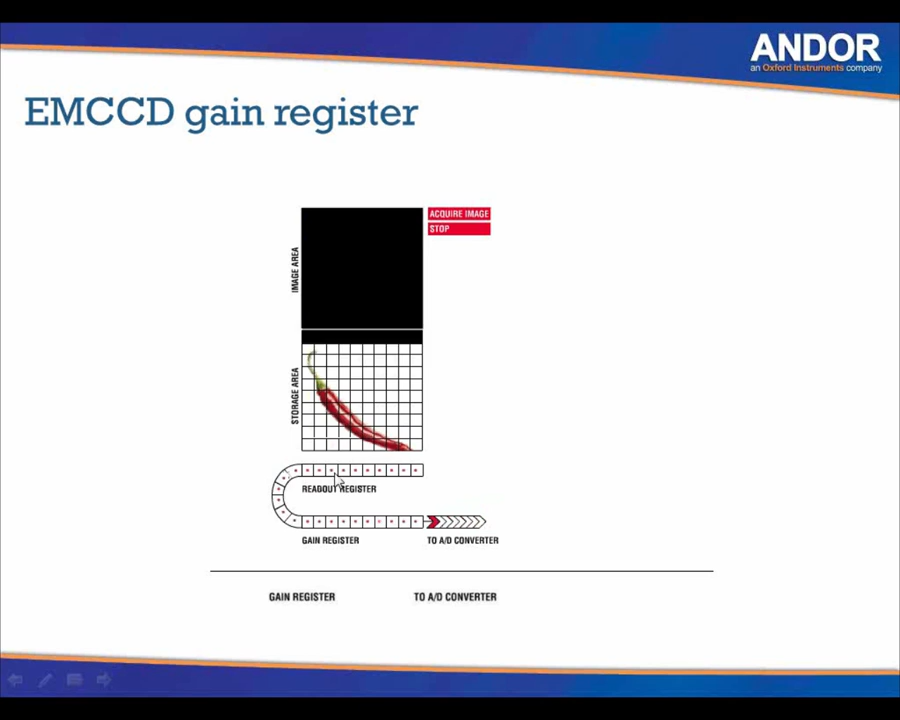 ANDOR
an Oxford Instruments company
EMCCD gain register
ACQUIRE IMAGE
STOP
IMAGE AREA
STORAGE AREA
READOUT REGISTER
GAIN REGISTER
TO A/D CONVERTER
GAIN REGISTER
TO A/D CONVERTER